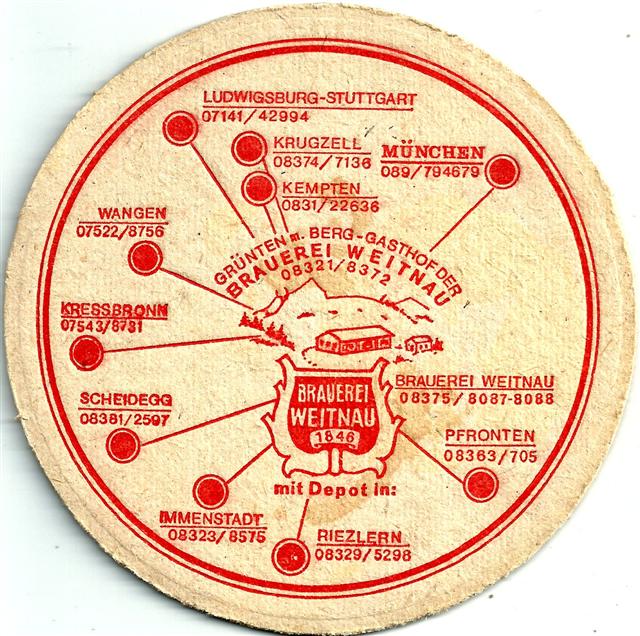 LUDWIGSBURG-STUTTGART
07141/42994
KRUGZELL
08374/7136
MÜNCHEN
089/794679
KEMPTEN
0831/22636
WANGEN
07522/8756
GRÜNTEN m. BERG-GASTHOF DER
BRAUEREI WEITNAU
08321/8372
KRESSBRONN
07543/8731
BRAUEREI WEITNAU
08375/8087-8088
SCHEIDEGG
08381/2597
BRAUEREI
WEITNAU
1846
PFRONTEN
08363/705
mit Depot in:
IMMENSTADT
08323/8575
RIEZLERN
08329/5298